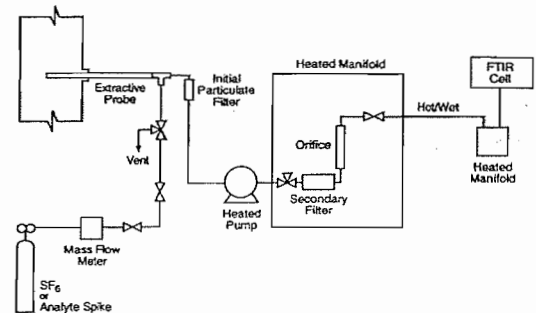 Heated Manifold
FTIR
Cell
Extractive
Probe
Initial
Particulate
Filter
Hot/Wet
Orifice
Vent
Heated
Manifold
Secondary
Filter
Heated
Pump
Mass Flow
Meter
SF6
or
Analyte Spike